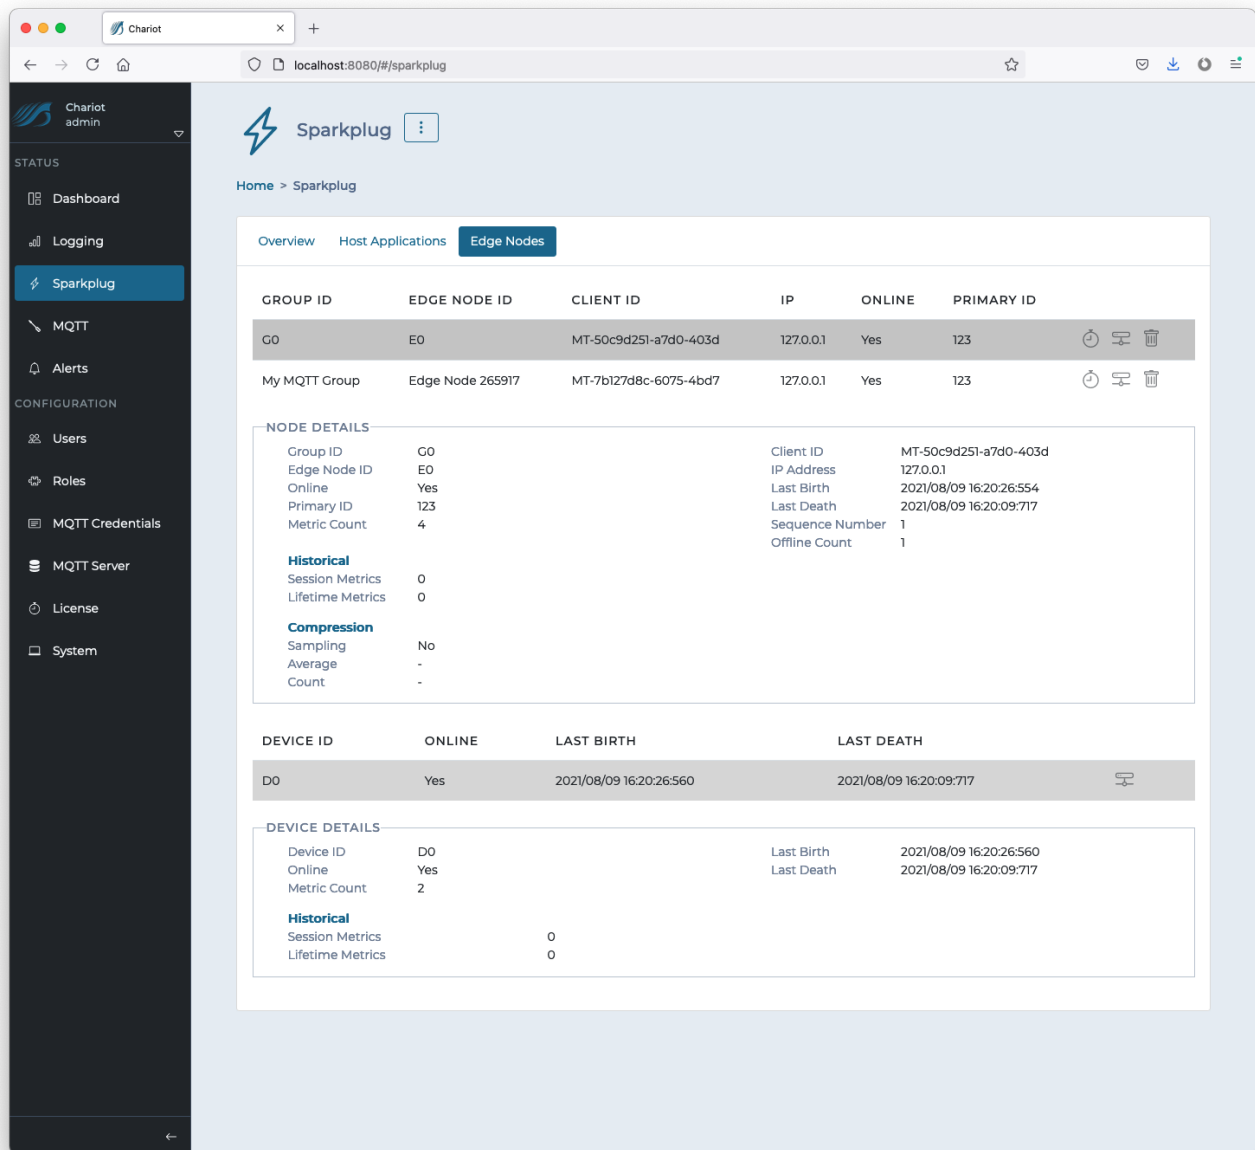 Chariot
localhost:8080/#/sparkplug
Chariot
admin
STATUS
Dashboard
Logging
Sparkplug
MQTT
Alerts
CONFIGURATION
Users
Roles
MQTT Credentials
MQTT Server
License
System
Sparkplug
Home > Sparkplug
Overview Host Applications Edge Nodes
GROUP ID EDGE NODE ID CLIENT ID IP ONLINE PRIMARY ID
G0 E0 MT-50c9d251-a7d0-403d 127.0.0.1 Yes 123
My MQTT Group Edge Node 265917 MT-7b127d8c-6075-4bd7 127.0.0.1 Yes 123
NODE DETAILS
Group ID G0 Client ID MT-50c9d251-a7d0-403d
Edge Node ID E0 IP Address 127.0.0.1
Online Yes Last Birth 2021/08/09 16:20:26:554
Primary ID 123 Last Death 2021/08/09 16:20:09:717
Metric Count 4 Sequence Number 1
Offline Count 1
Historical
Session Metrics 0
Lifetime Metrics 0
Compression
Sampling No
Average -
Count -
DEVICE ID ONLINE LAST BIRTH LAST DEATH
D0 Yes 2021/08/09 16:20:26:560 2021/08/09 16:20:09:717
DEVICE DETAILS
Device ID D0 Last Birth 2021/08/09 16:20:26:560
Online Yes Last Death 2021/08/09 16:20:09:717
Metric Count 2
Historical
Session Metrics 0
Lifetime Metrics 0